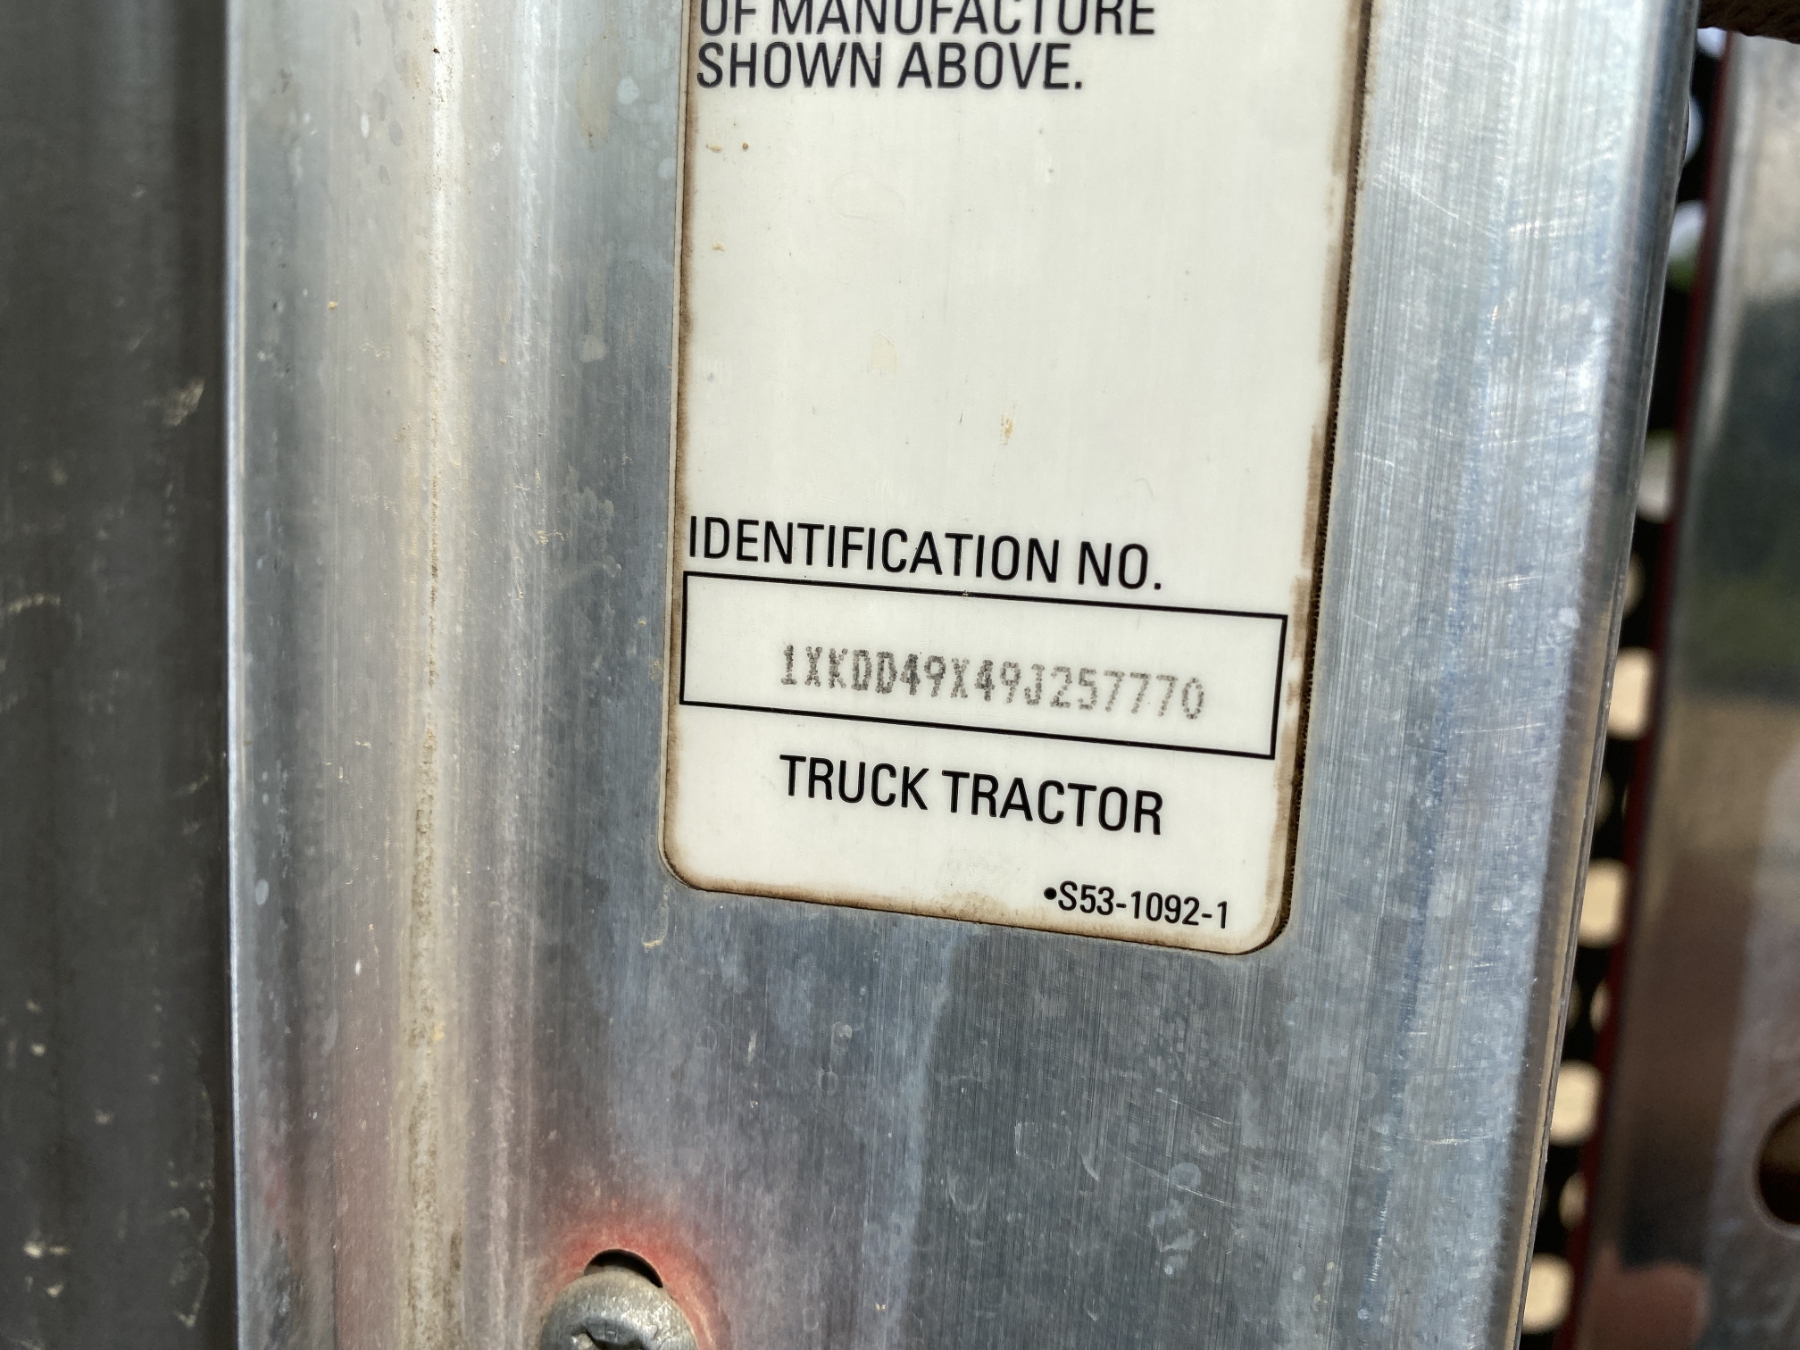 OF MANUFACTURE
SHOWN ABOVE.
IDENTIFICATION NO.
1XKDD49X49J257770
TRUCK TRACTOR
•S53-1092-1